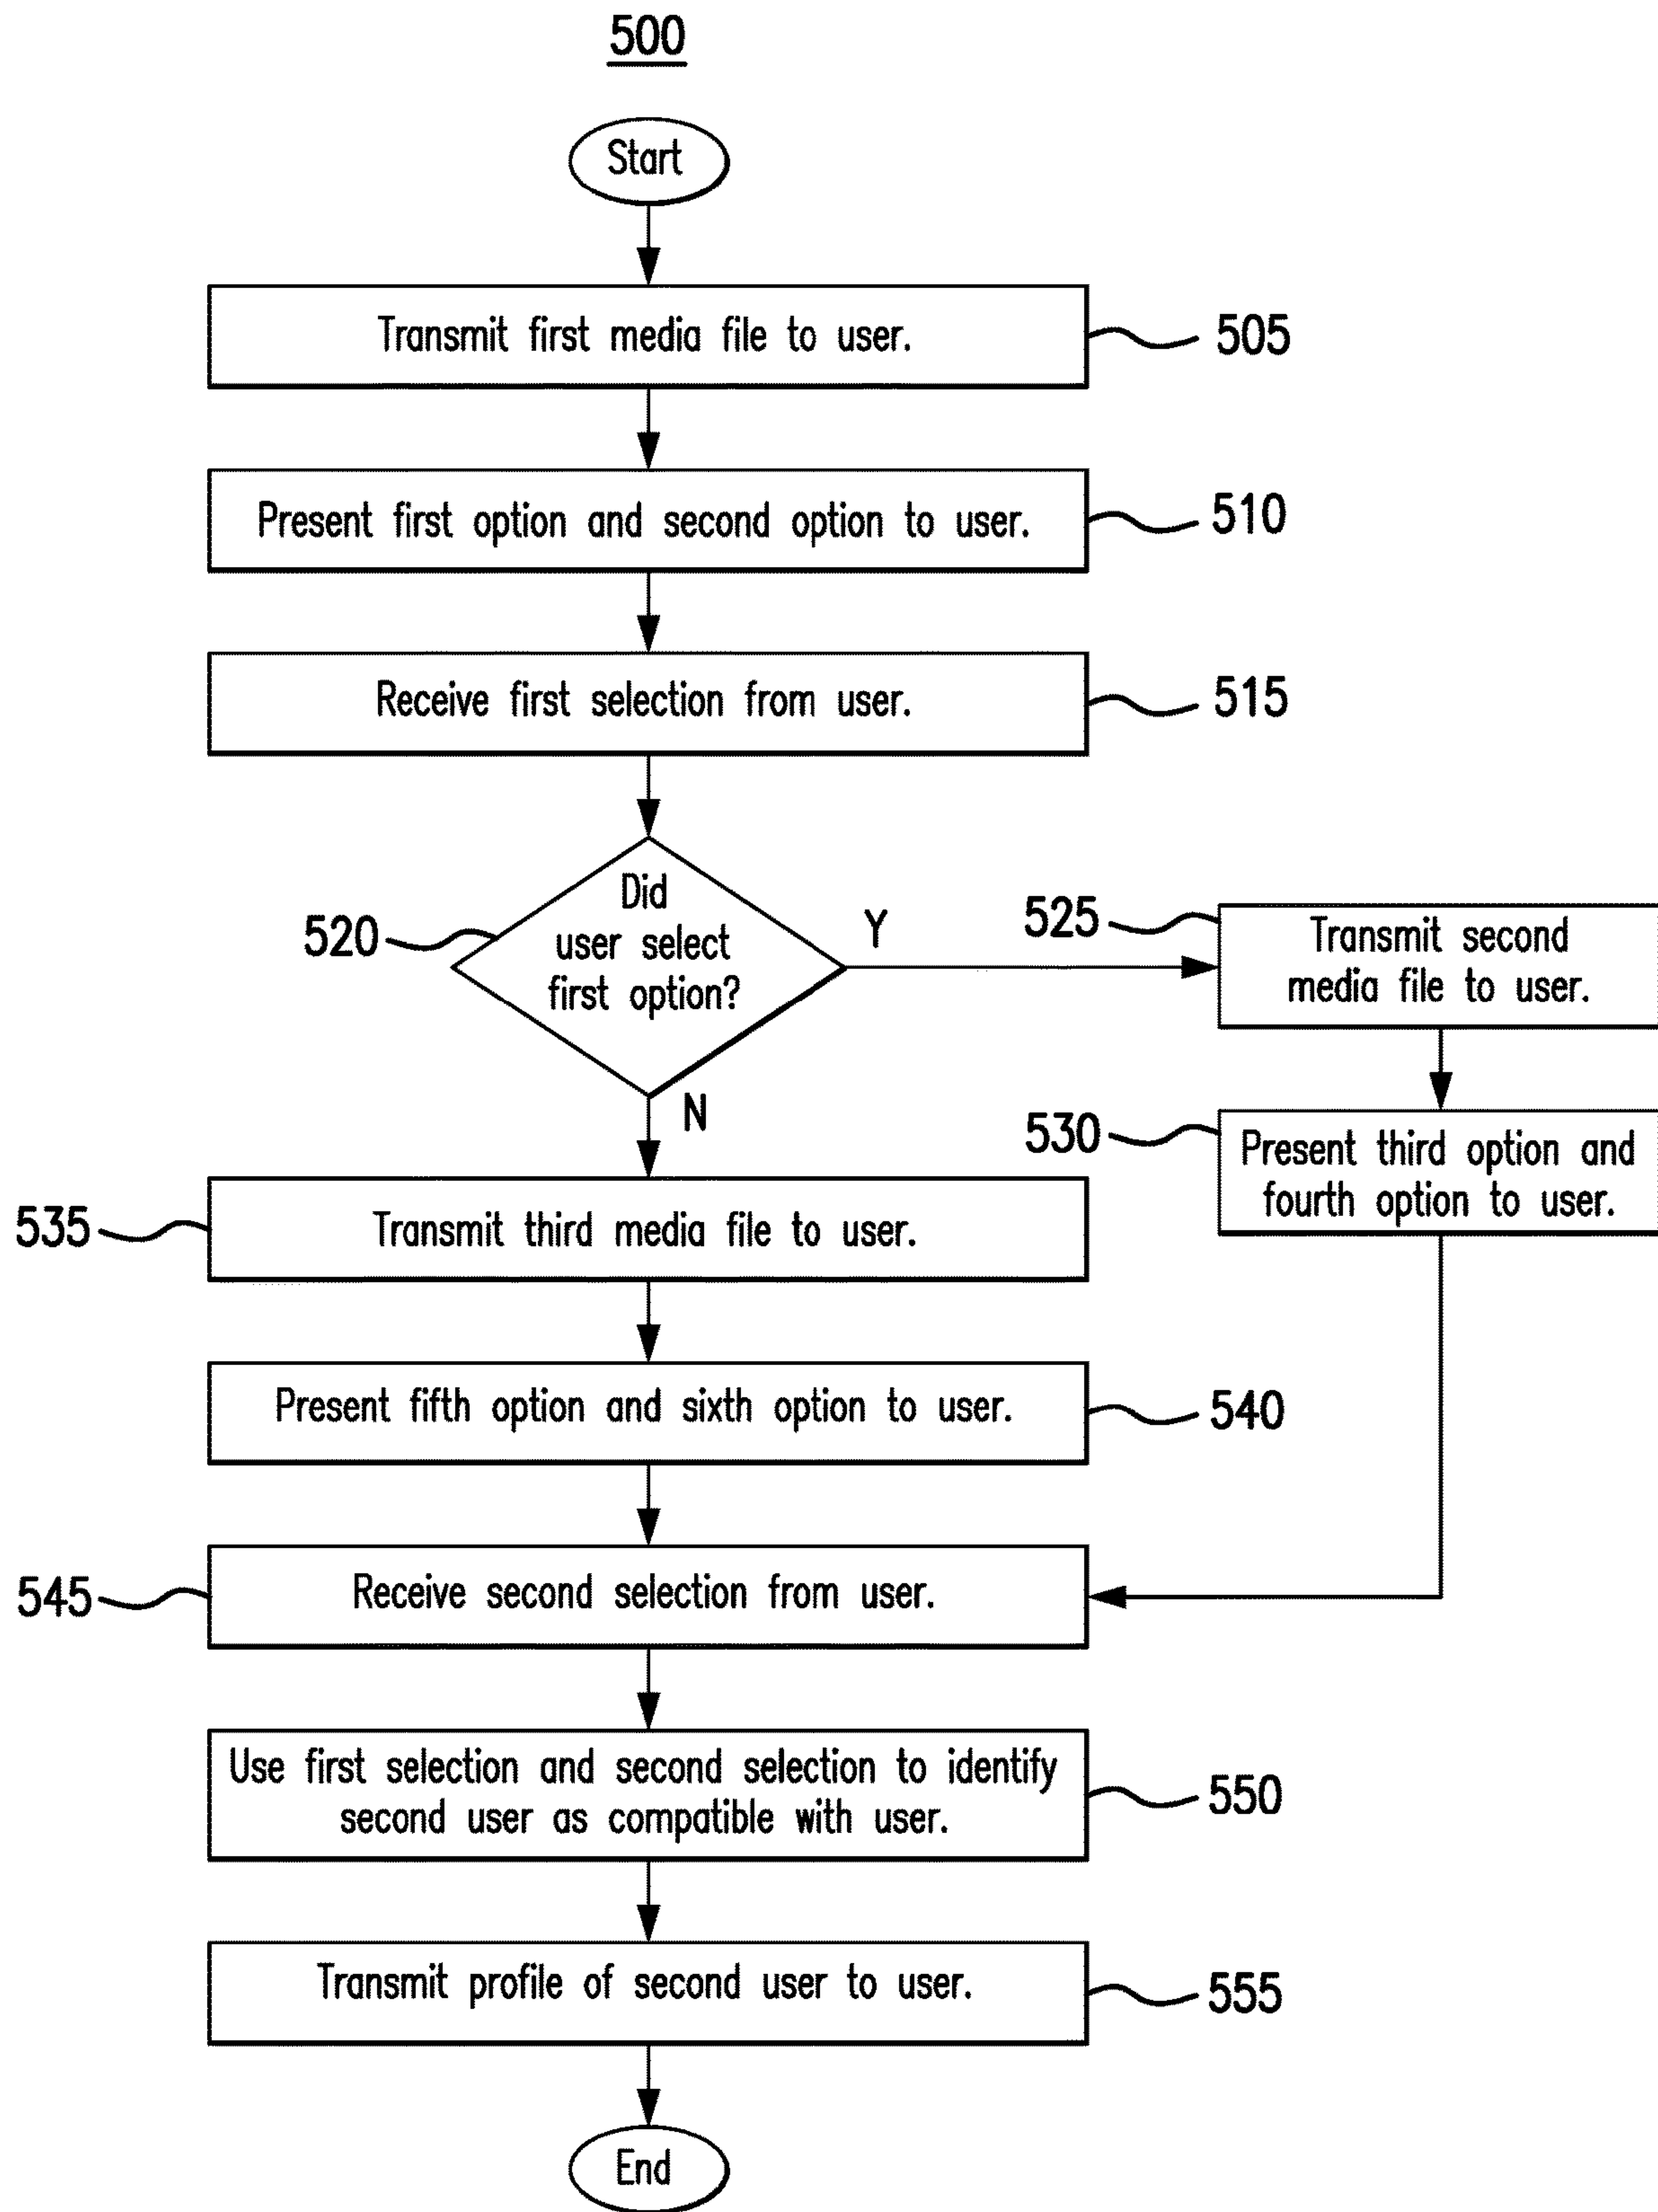 500
Start
Transmit first media file to user.
505
Present first option and second option to user.
510
Receive first selection from user.
515
Did
user select
first option?
520
Y
N
525
Transmit second
media file to user.
530
Present third option and
fourth option to user.
535
Transmit third media file to user.
Present fifth option and sixth option to user.
540
545
Receive second selection from user.
Use first selection and second selection to identify
second user as compatible with user.
550
Transmit profile of second user to user.
555
End